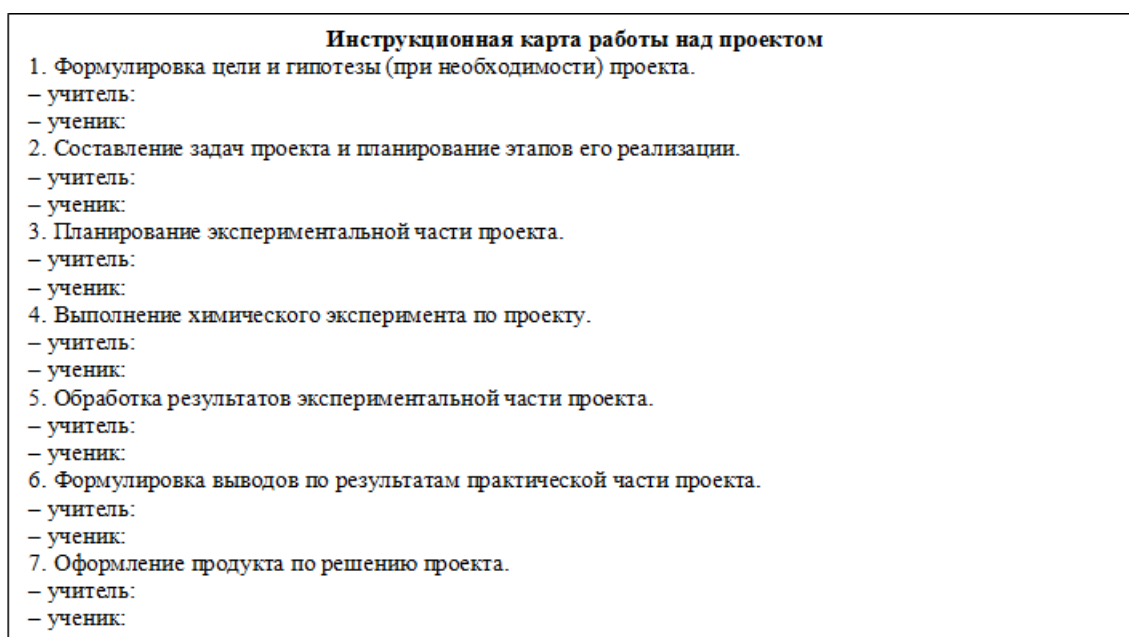 Инструкционная карта работы над проектом
1. Формулировка цели и гипотезы (при необходимости) проекта.
– учитель:
– ученик:
2. Составление задач проекта и планирование этапов его реализации.
– учитель:
– ученик:
3. Планирование экспериментальной части проекта.
– учитель:
– ученик:
4. Выполнение химического эксперимента по проекту.
– учитель:
– ученик:
5. Обработка результатов экспериментальной части проекта.
– учитель:
– ученик:
6. Формулировка выводов по результатам практической части проекта.
– учитель:
– ученик:
7. Оформление продукта по решению проекта.
– учитель:
– ученик: